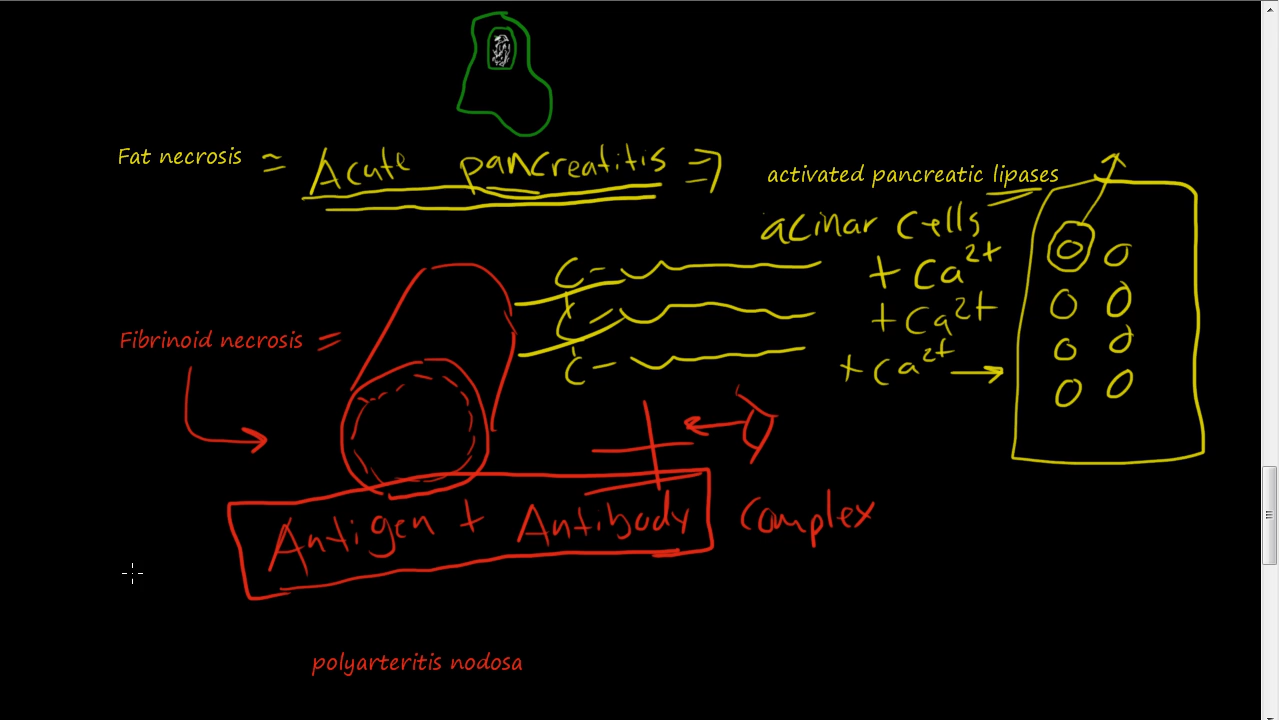 Fat necrosis = Acute pancreatitis ⇒
activated pancreatic lipases
acinar cells
C + Ca2+
C + Ca2+
C + Ca2+ →
Fibrinoid necrosis =
Antigen + Antibody complex
polyarteritis nodosa